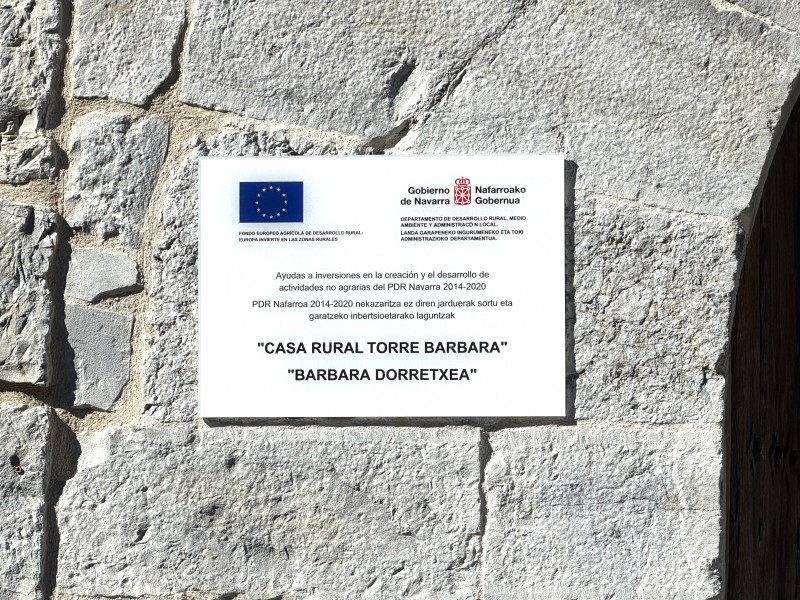 FONDO EUROPEO AGRÍCOLA DE DESARROLLO RURAL:
EUROPA INVIERTE EN LAS ZONAS RURALES
Gobierno de Navarra
Nafarroako Gobernua
DEPARTAMENTO DE DESARROLLO RURAL, MEDIO
AMBIENTE Y ADMINISTRACIÓ N LOCAL.
LANDA GARAPENEKO INGURUMENEKO ETA TOKI
ADMINISTRAZIOKO DEPARTAMENTUA.
Ayudas a inversiones en la creación y el desarrollo de
actividades no agrarias del PDR Navarra 2014-2020
PDR Nafarroa 2014-2020 nekazaritza ez diren jarduerak sortu eta
garatzeko inbertsioetarako laguntzak
"CASA RURAL TORRE BARBARA"
"BARBARA DORRETXEA"